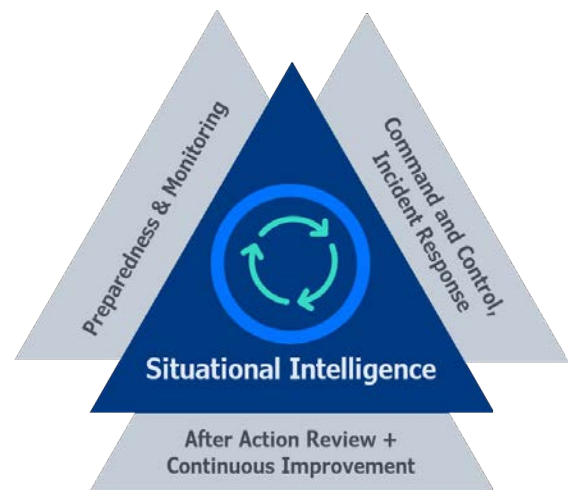 Preparedness & Monitoring
Command and Control,
Incident Response
Situational Intelligence
After Action Review +
Continuous Improvement